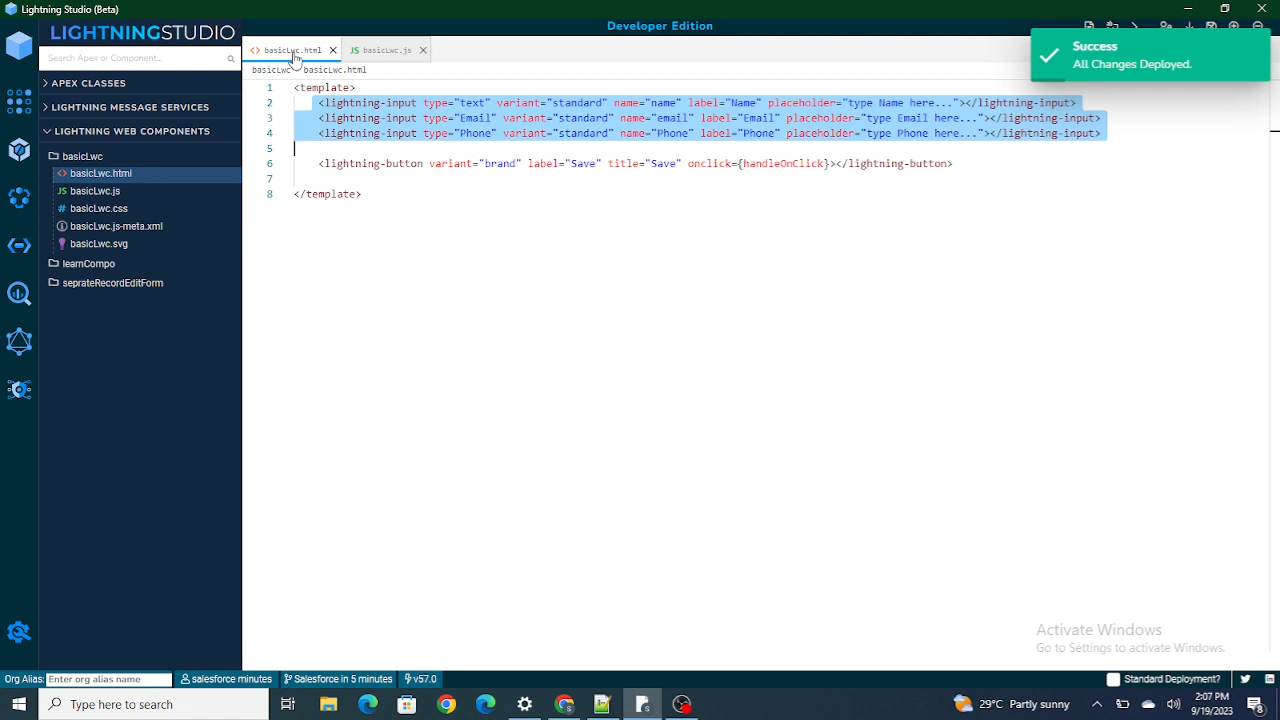 Lightning Studio (Beta)
LIGHTNINGSTUDIO
Developer Edition
Search Apex or Component...
<> basicLwc.html
JS basicLwc.js
basicLwc basicLwc.html
Success
All Changes Deployed.
APEX CLASSES
LIGHTNING MESSAGE SERVICES
LIGHTNING WEB COMPONENTS
basicLwc
<> basicLwc.html
JS basicLwc.js
# basicLwc.css
basicLwc.js-meta.xml
basicLwc.svg
learnCompo
seprateRecordEditForm
1 <template>
2 <lightning-input type="text" variant="standard" name="name" label="Name" placeholder="type Name here..."></lightning-input>
3 <lightning-input type="Email" variant="standard" name="email" label="Email" placeholder="type Email here..."></lightning-input>
4 <lightning-input type="Phone" variant="standard" name="Phone" label="Phone" placeholder="type Phone here..."></lightning-input>
5
6 <lightning-button variant="brand" label="Save" title="Save" onclick={handleOnClick}></lightning-button>
7
8 </template>
Activate Windows
Go to Settings to activate Windows.
Org Alias: Enter org alias name salesforce minutes Salesforce in 5 minutes v57.0 Standard Deployment?
Type here to search
29°C Partly sunny
2:07 PM
9/19/2023
8